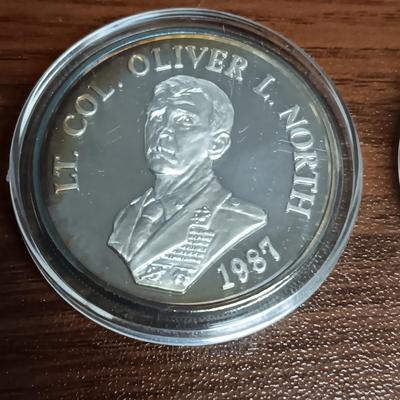 LT. COL. OLIVER L. NORTH
1987